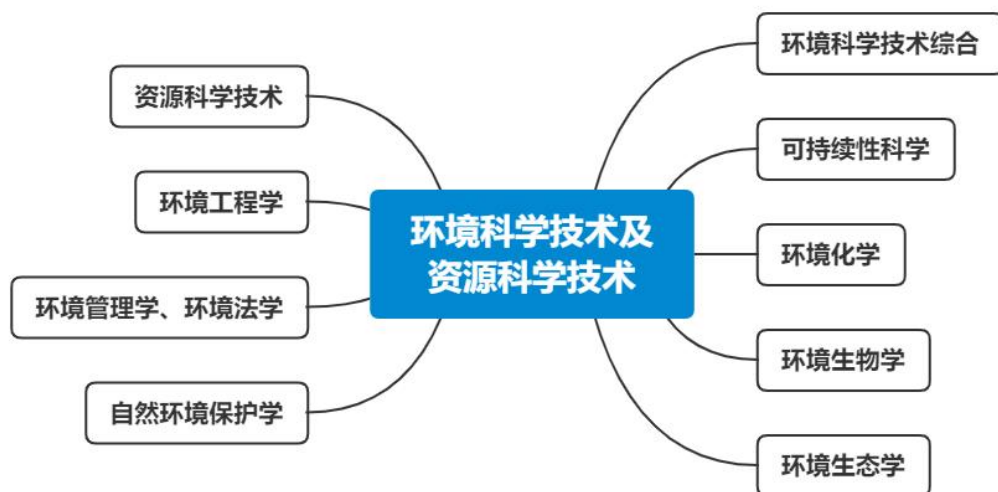 环境科学技术及
资源科学技术
环境科学技术综合
可持续性科学
环境化学
环境生物学
环境生态学
资源科学技术
环境工程学
环境管理学、环境法学
自然环境保护学